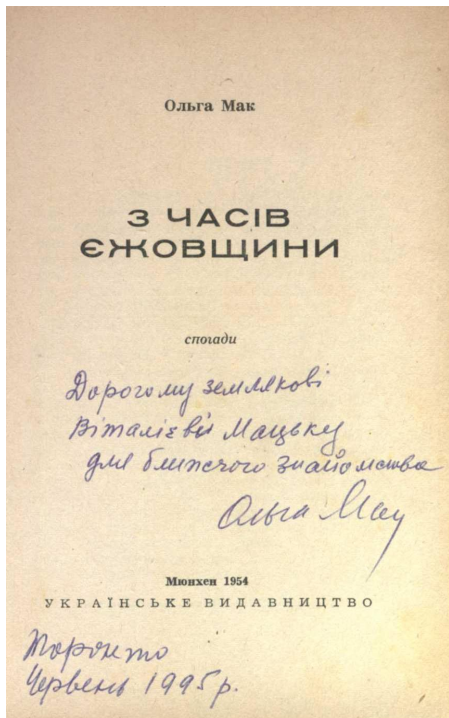 Ольга Мак
З ЧАСІВ
ЄЖОВЩИНИ
спогади
Дорогому землякові
Віталієві Мацьку
для ближчого знайомства
Ольга Мак
Мюнхен 1954
УКРАЇНСЬКЕ ВИДАВНИЦТВО
Торонто
Червень 1995 р.